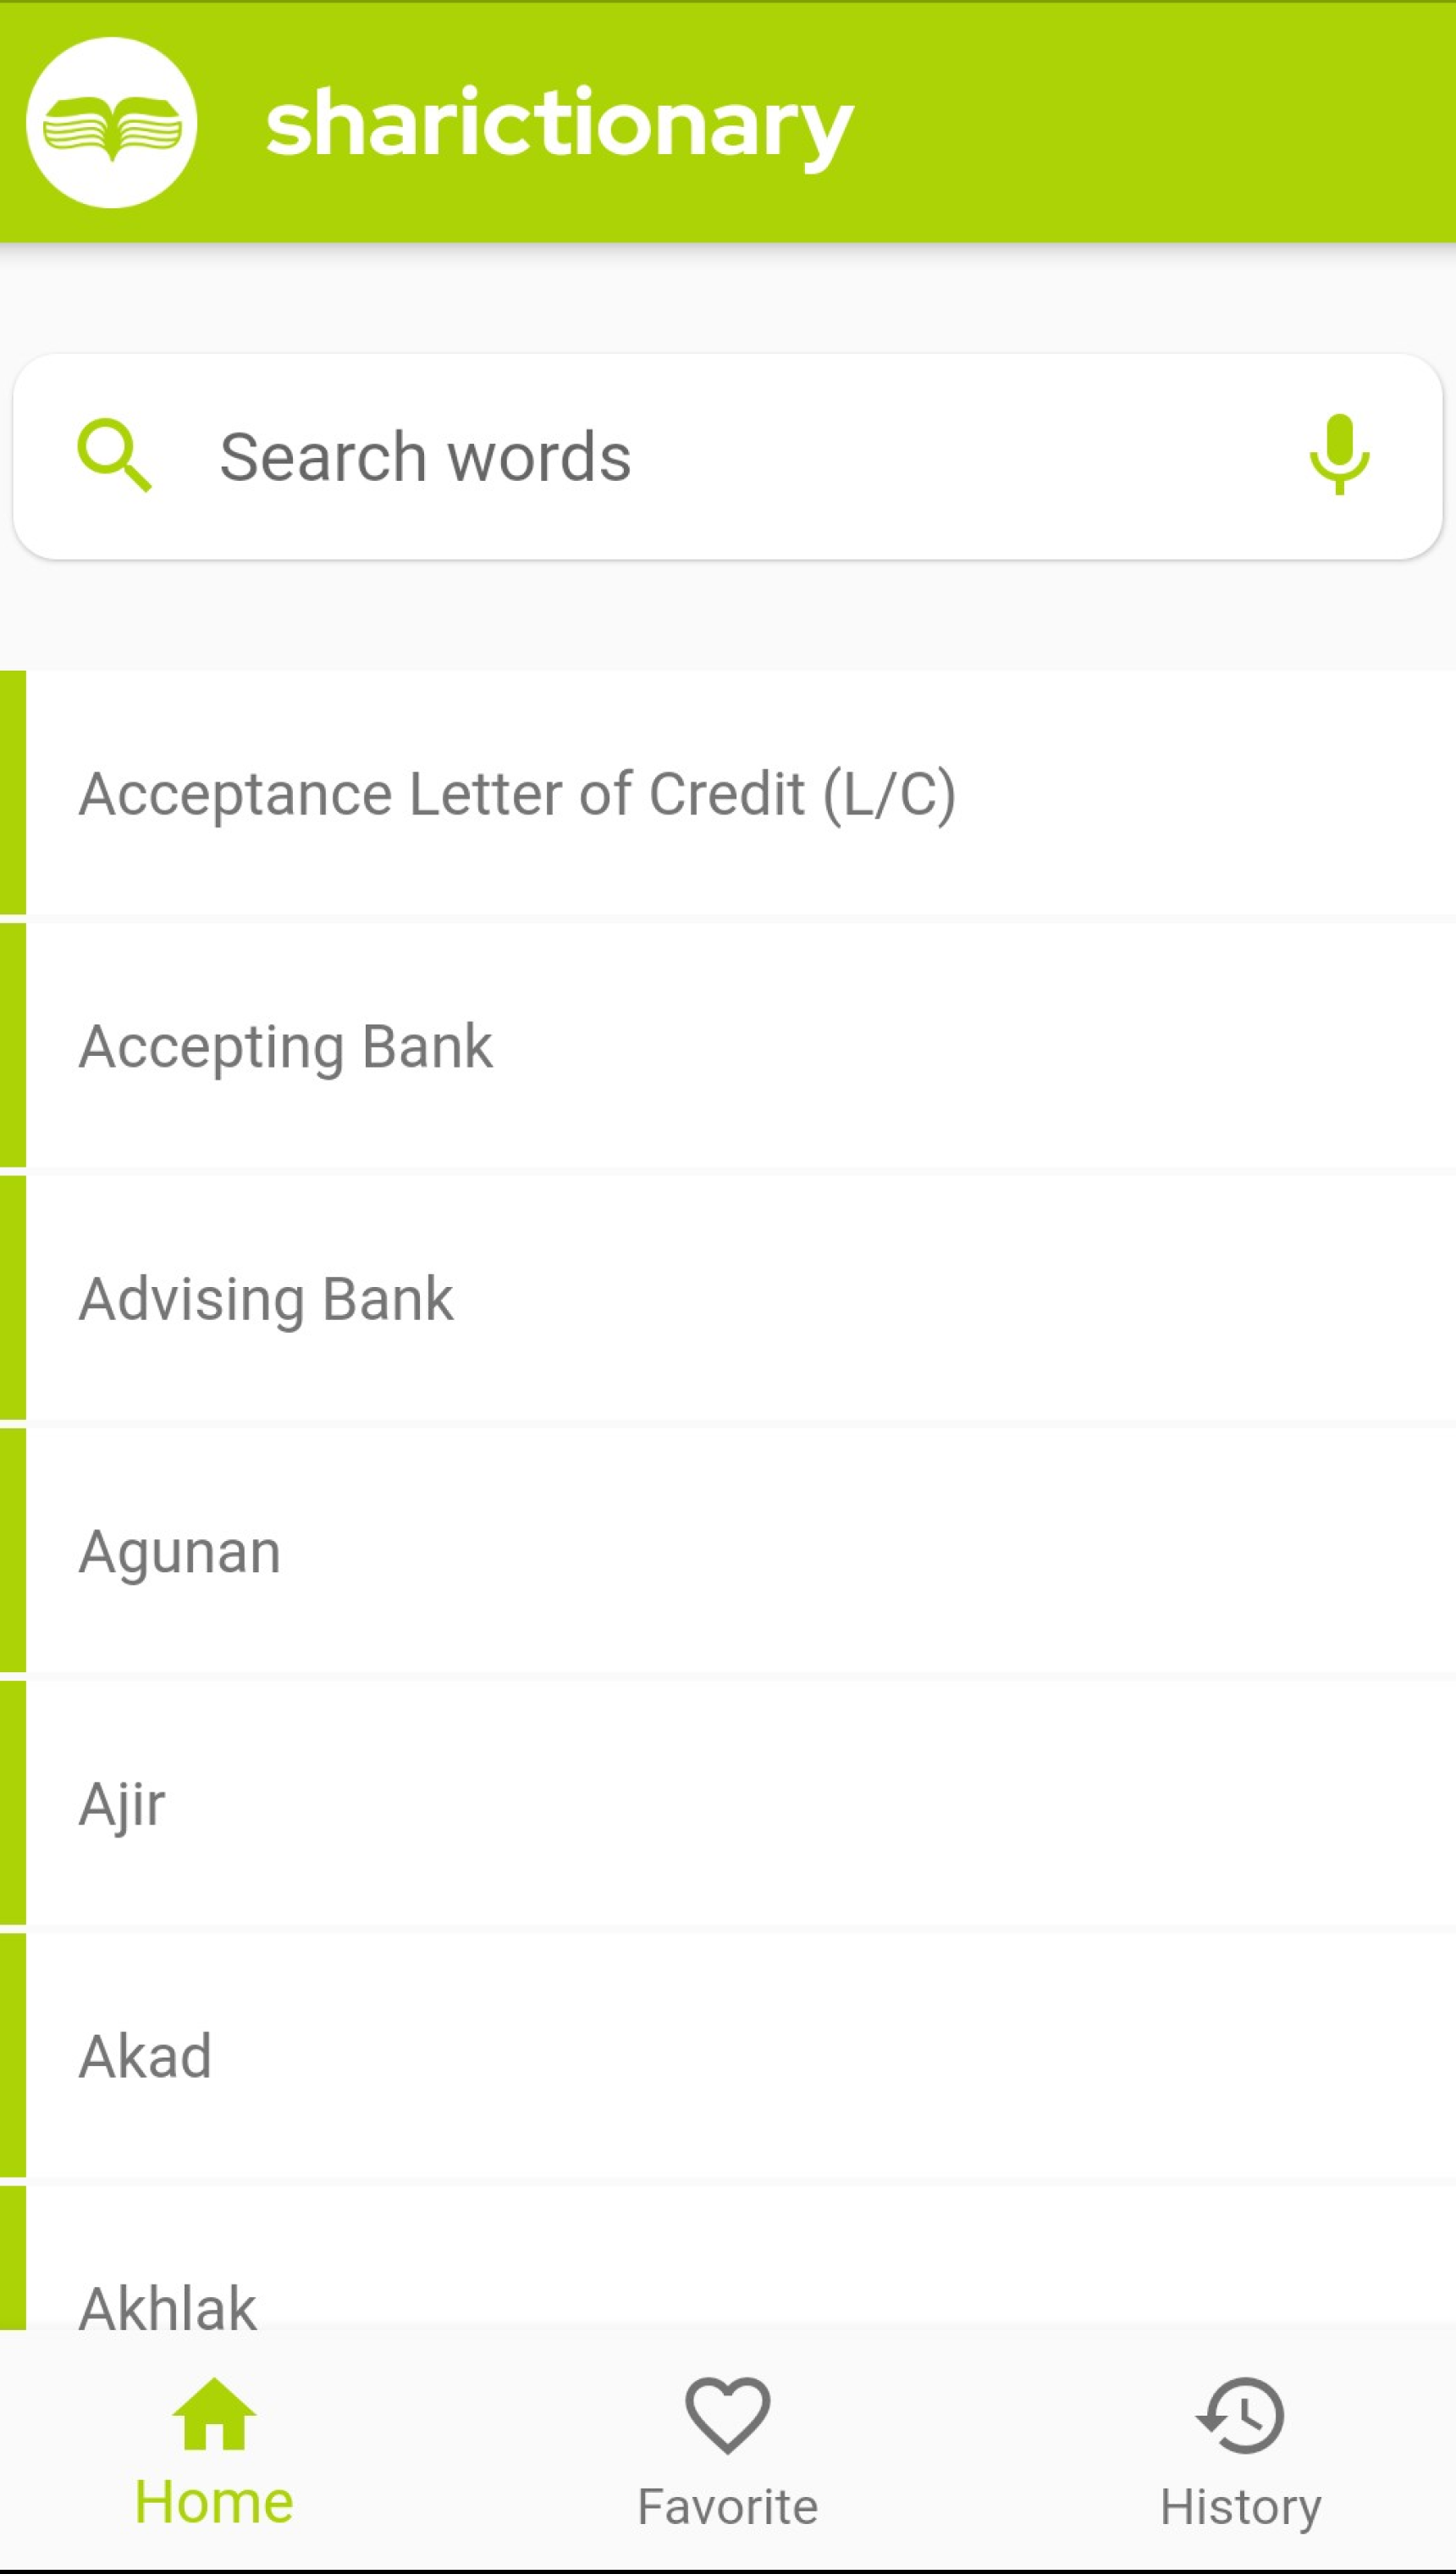 sharictionary
Search words
Acceptance Letter of Credit (L/C)
Accepting Bank
Advising Bank
Agunan
Ajir
Akad
Akhlak
Home
Favorite
History